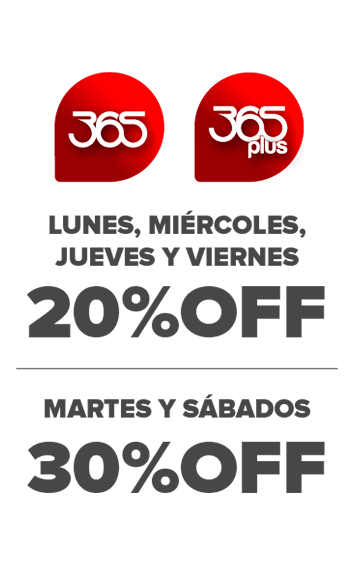 365
365
plus
LUNES, MIÉRCOLES,
JUEVES Y VIERNES
20%OFF
MARTES Y SÁBADOS
30%OFF